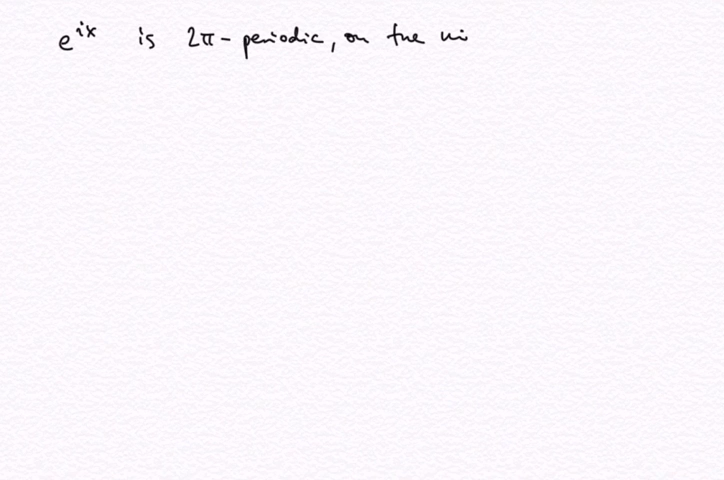 e^{ix} is 2π-periodic, on the